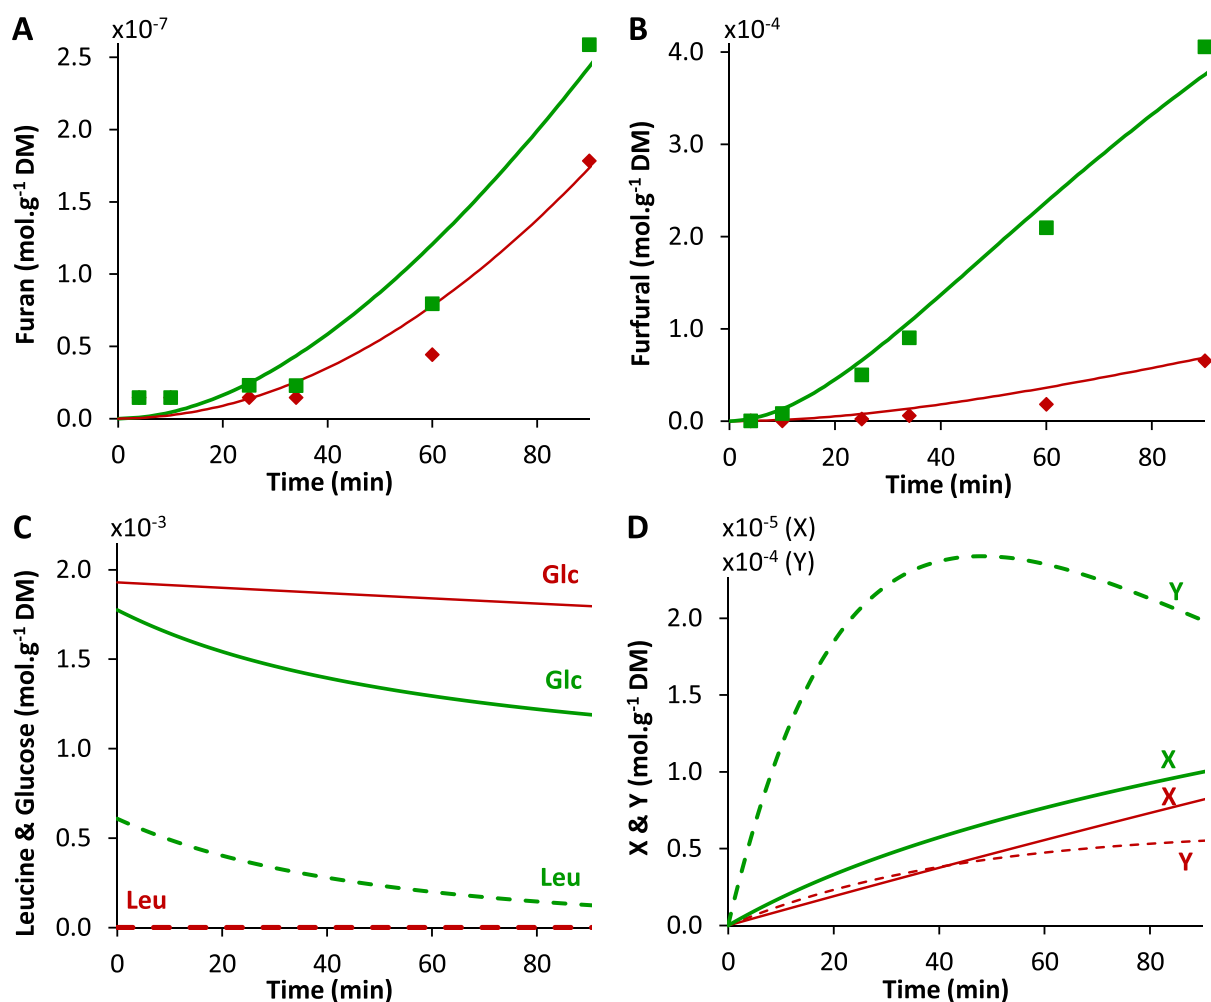 A
x10-7
Furan (mol.g-1 DM)
2.5
2.0
1.5
1.0
0.5
0.0
0 20 40 60 80
Time (min)
B
x10-4
Furfural (mol.g-1 DM)
4.0
3.0
2.0
1.0
0.0
0 20 40 60 80
Time (min)
C
x10-3
Leucine & Glucose (mol.g-1 DM)
2.0
1.5
1.0
0.5
0.0
Glc
Glc
Leu
Leu
0 20 40 60 80
Time (min)
D
x10-5 (X)
x10-4 (Y)
X & Y (mol.g-1 DM)
2.0
1.5
1.0
0.5
0.0
Y
X
X
Y
0 20 40 60 80
Time (min)